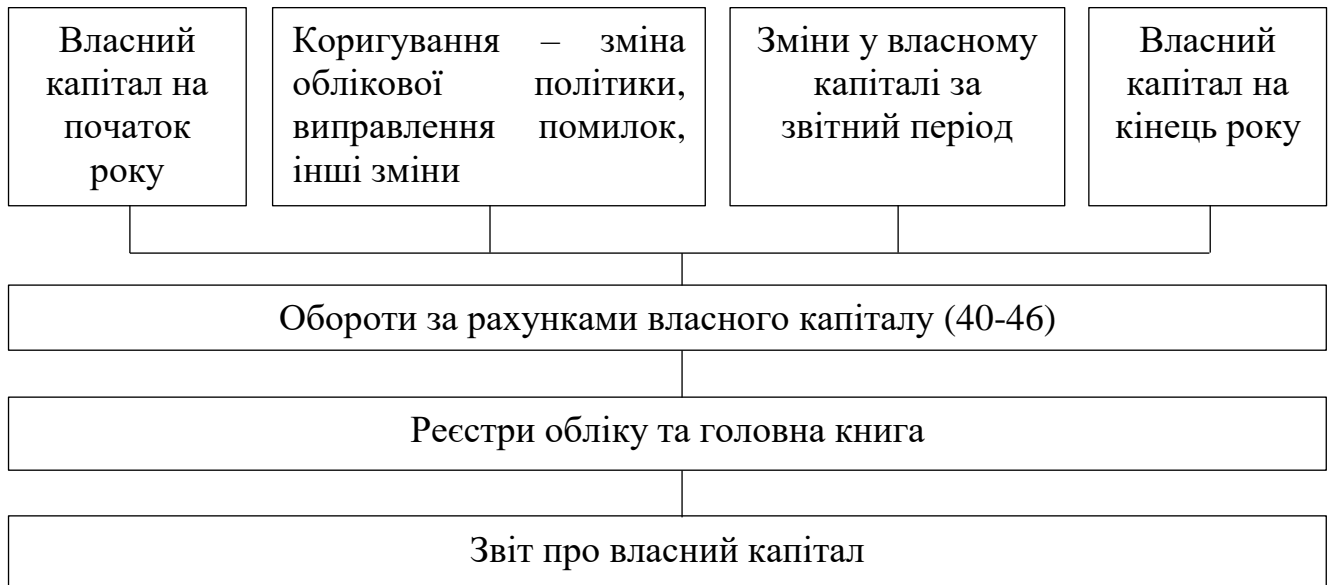 Власний
капітал на
початок
року
Коригування – зміна
облікової політики,
виправлення помилок,
інші зміни
Зміни у власному
капіталі за
звітний період
Власний
капітал на
кінець року
Обороти за рахунками власного капіталу (40-46)
Реєстри обліку та головна книга
Звіт про власний капітал